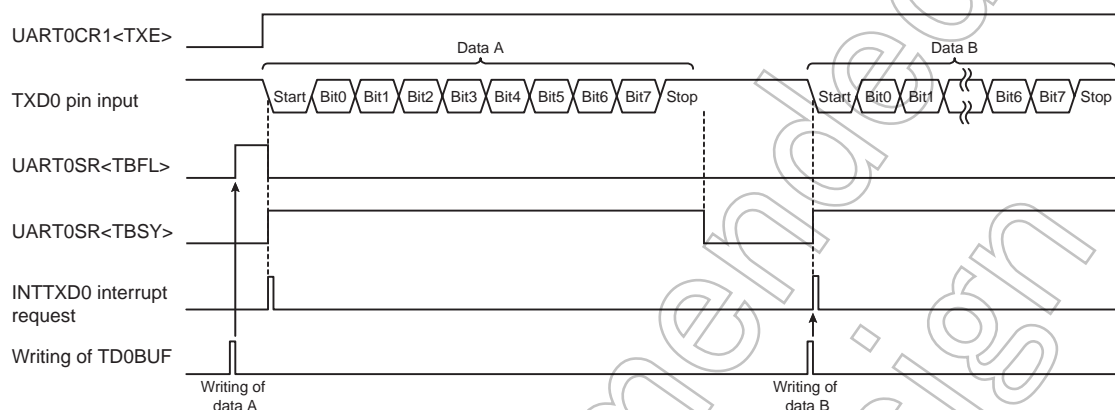 UART0CR1<TXE>
Data A
Data B
TXD0 pin input
Start Bit0 Bit1 Bit2 Bit3 Bit4 Bit5 Bit6 Bit7 Stop
Start Bit0 Bit1 Bit6 Bit7 Stop
UART0SR<TBFL>
UART0SR<TBSY>
INTTXD0 interrupt
request
Writing of TD0BUF
Writing of
data A
Writing of
data B